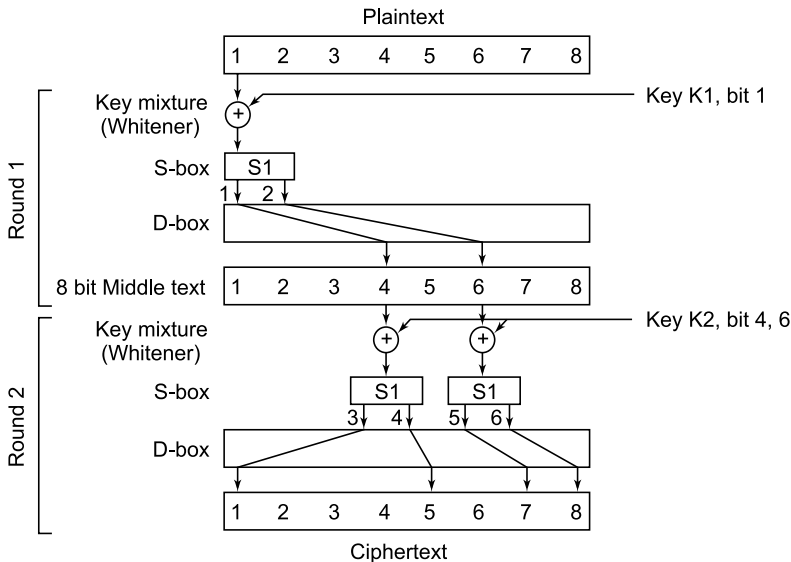 Plaintext
1 2 3 4 5 6 7 8
Key mixture
(Whitener)
+
Key K1, bit 1
Round 1
S-box
S1
1 2
D-box
8 bit Middle text
1 2 3 4 5 6 7 8
Key mixture
(Whitener)
+ +
Key K2, bit 4, 6
Round 2
S-box
S1 S1
3 4 5 6
D-box
1 2 3 4 5 6 7 8
Ciphertext